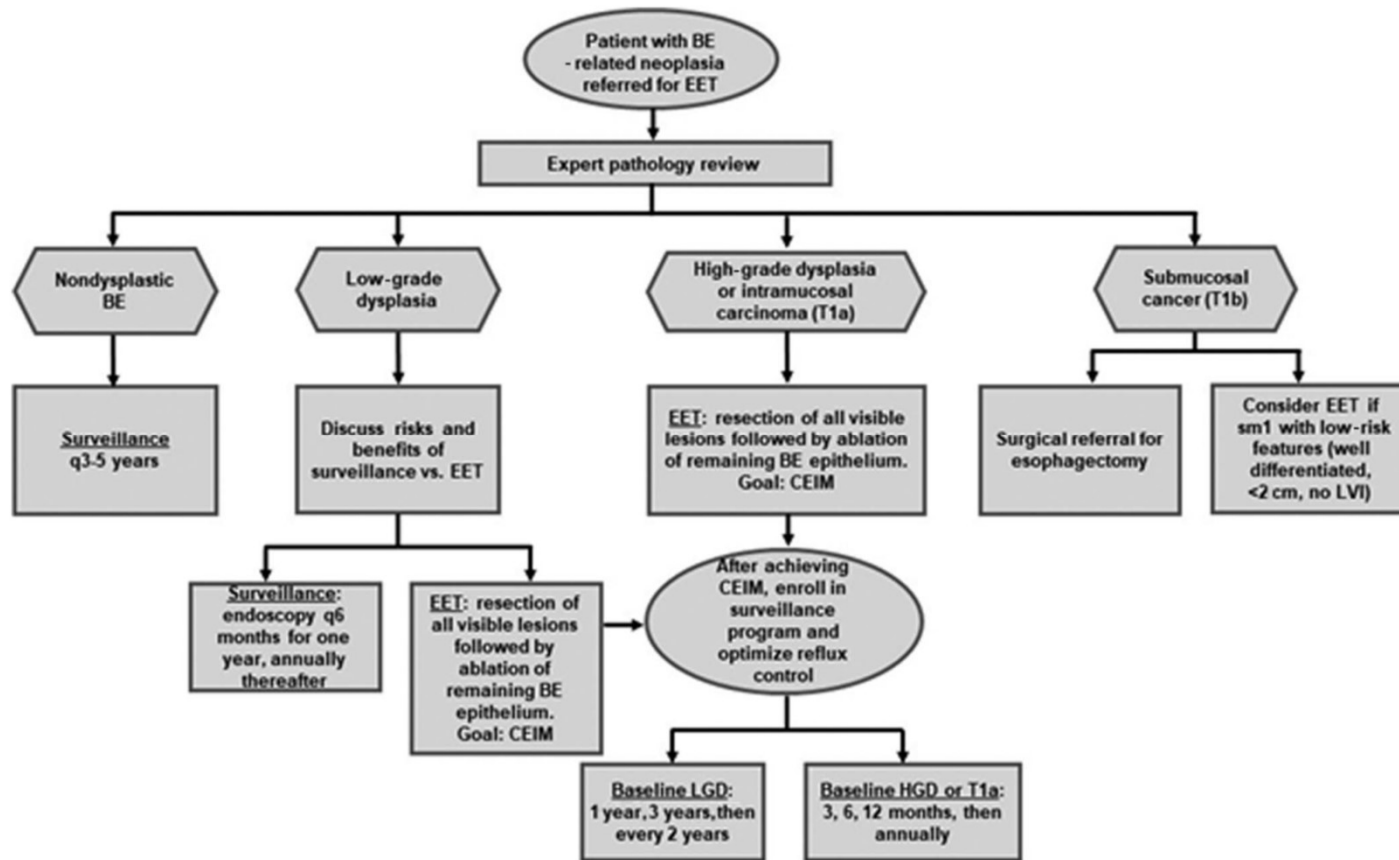 Patient with BE
- related neoplasia
referred for EET
Expert pathology review
Nondysplastic
BE
Low-grade
dysplasia
High-grade dysplasia
or intramucosal
carcinoma (T1a)
Submucosal
cancer (T1b)
Surveillance
q3-5 years
Discuss risks and
benefits of
surveillance vs. EET
EET: resection of all visible
lesions followed by ablation
of remaining BE epithelium.
Goal: CEIM
Surgical referral for
esophagectomy
Consider EET if
sm1 with low-risk
features (well
differentiated,
<2 cm, no LVI)
Surveillance:
endoscopy q6
months for one
year, annually
thereafter
EET: resection of
all visible lesions
followed by
ablation of
remaining BE
epithelium.
Goal: CEIM
After achieving
CEIM, enroll in
surveillance
program and
optimize reflux
control
Baseline LGD:
1 year, 3 years, then
every 2 years
Baseline HGD or T1a:
3, 6, 12 months, then
annually